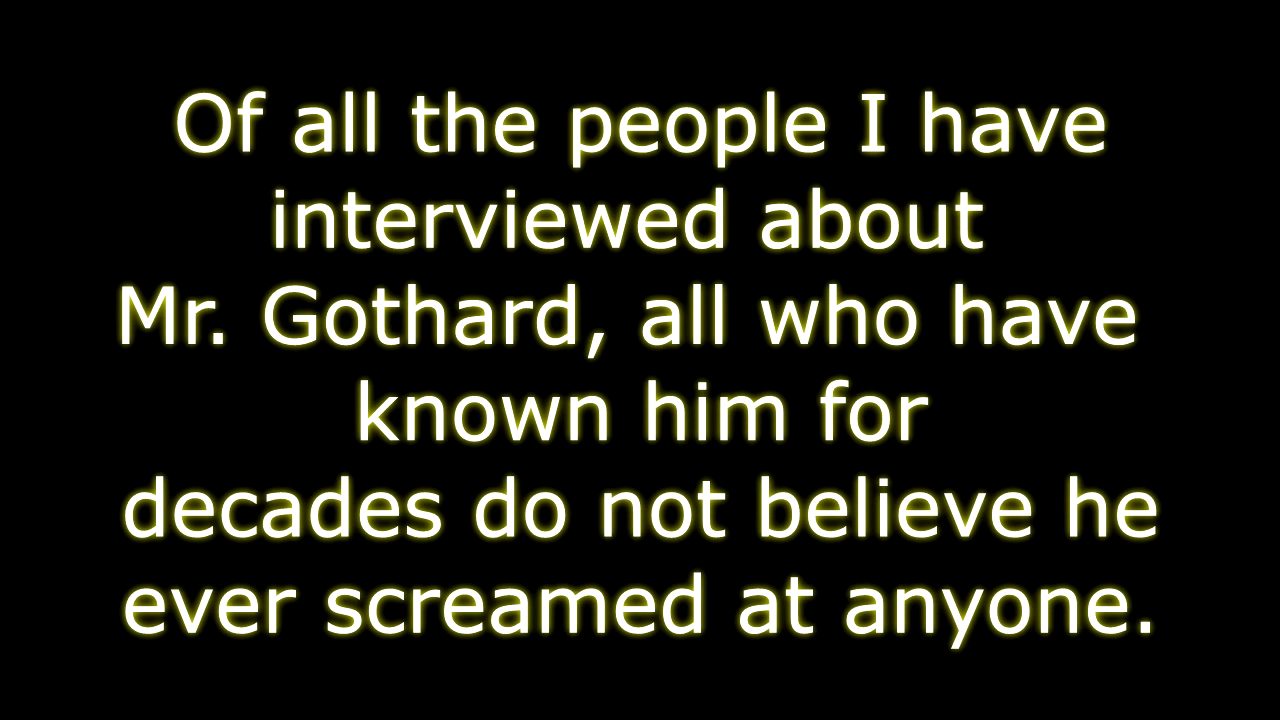 Of all the people I have
interviewed about
Mr. Gothard, all who have
known him for
decades do not believe he
ever screamed at anyone.